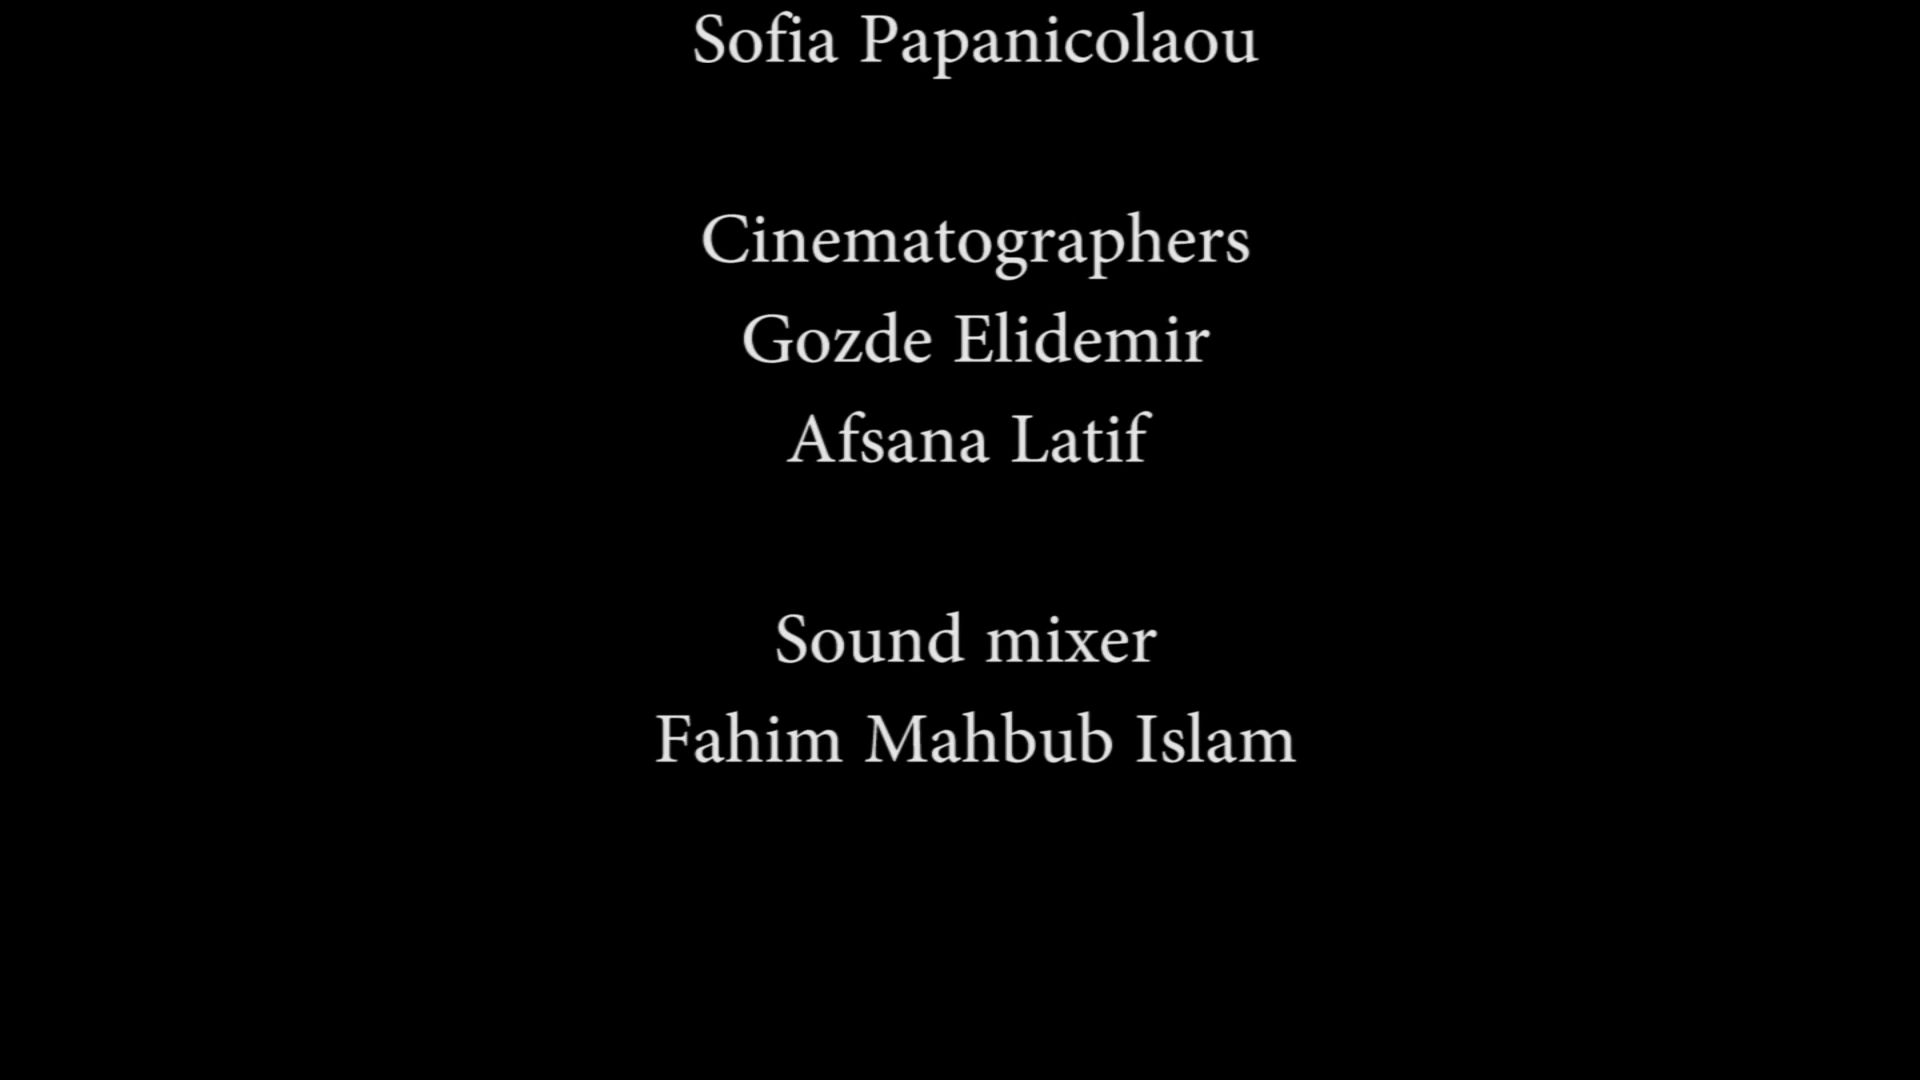 Sofia Papanicolaou
Cinematographers
Gozde Elidemir
Afsana Latif
Sound mixer
Fahim Mahbub Islam